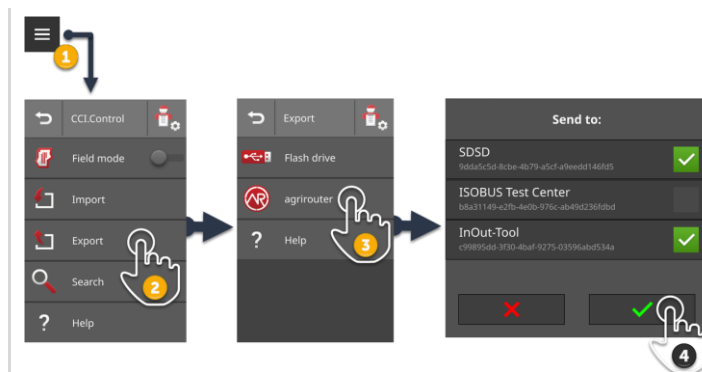 1
CCI.Control
Field mode
Import
Export
2
Search
?
Help
Export
Flash drive
AR
agrirouter
3
?
Help
Send to:
SDSD
9dda5c5d-8cbe-4b79-a5cf-a9eedd146fd5
ISOBUS Test Center
b8a31149-e2fb-4e0b-976c-ab49d236fdbd
InOut-Tool
c99895dd-3f30-4baf-9275-03596abd534a
4